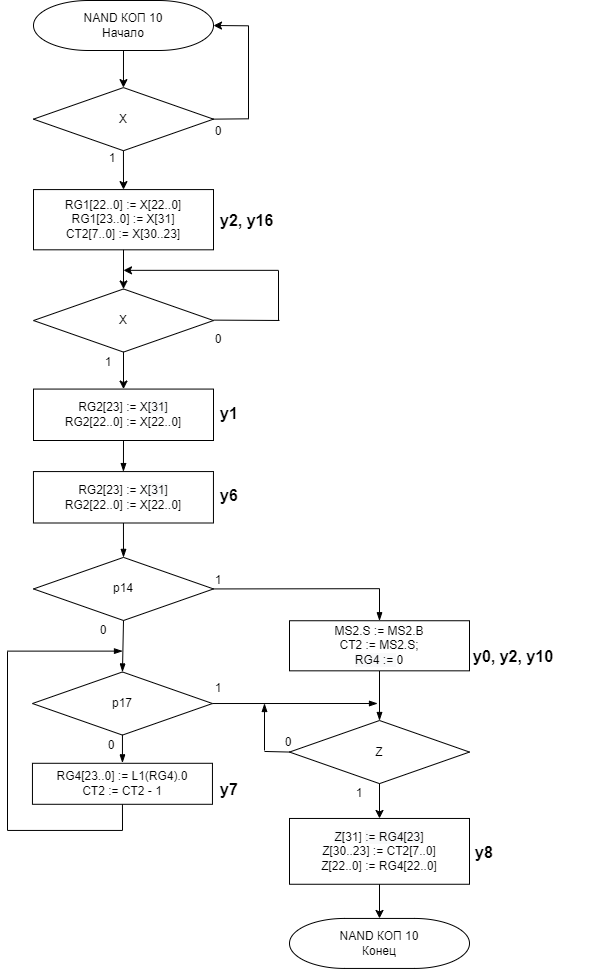 NAND КОП 10
Начало
X
0
1
RG1[22..0] := X[22..0]
RG1[23..0] := X[31]
CT2[7..0] := X[30..23]
y2, y16
X
0
1
RG2[23] := X[31]
RG2[22..0] := X[22..0]
y1
RG2[23] := X[31]
RG2[22..0] := X[22..0]
y6
p14
1
0
MS2.S := MS2.B
CT2 := MS2.S;
RG4 := 0
y0, y2, y10
p17
1
0
Z
0
1
RG4[23..0] := L1(RG4).0
CT2 := CT2 - 1
y7
Z[31] := RG4[23]
Z[30..23] := CT2[7..0]
Z[22..0] := RG4[22..0]
y8
NAND КОП 10
Конец